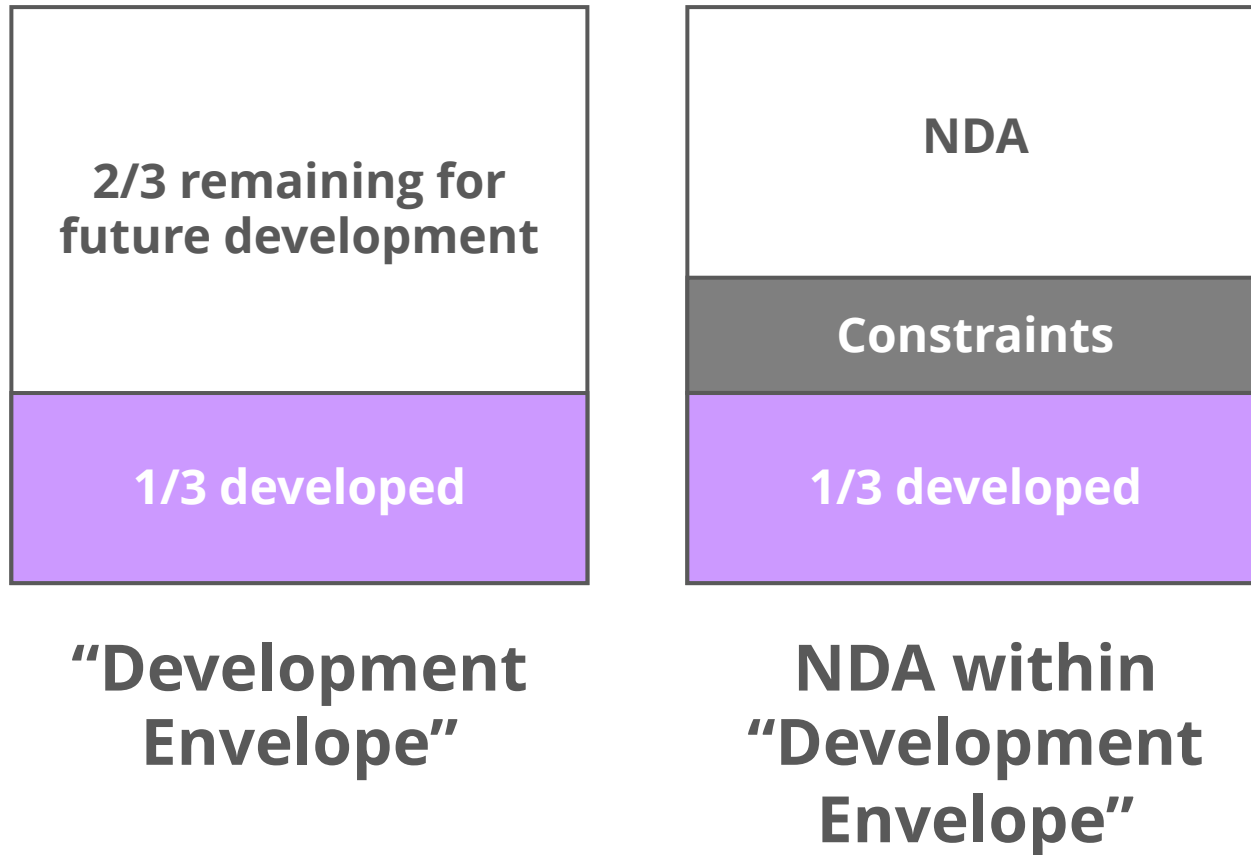 2/3 remaining for
future development
1/3 developed
“Development
Envelope”
NDA
Constraints
1/3 developed
NDA within
“Development
Envelope”